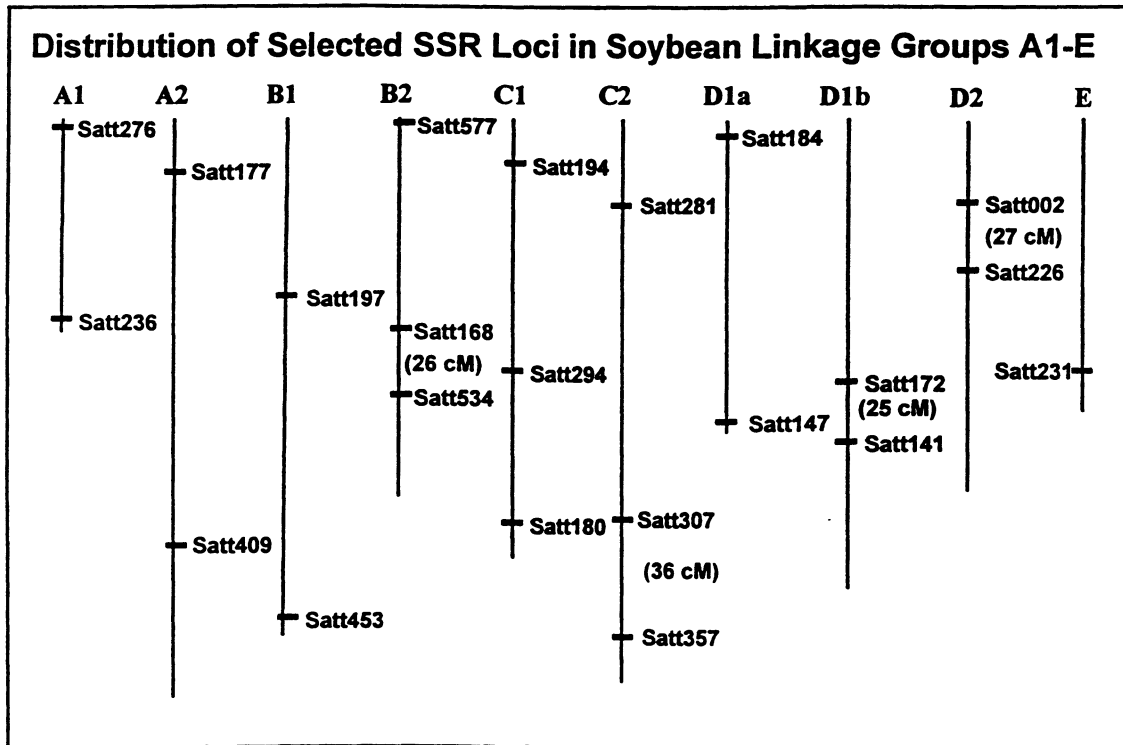 Distribution of Selected SSR Loci in Soybean Linkage Groups A1-E
A1 A2 B1 B2 C1 C2 D1a D1b D2 E
Satt276
Satt236
Satt177
Satt409
Satt197
Satt453
Satt577
Satt168
(26 cM)
Satt534
Satt194
Satt294
Satt180
Satt281
Satt307
(36 cM)
Satt357
Satt184
Satt147
Satt172
(25 cM)
Satt141
Satt002
(27 cM)
Satt226
Satt231